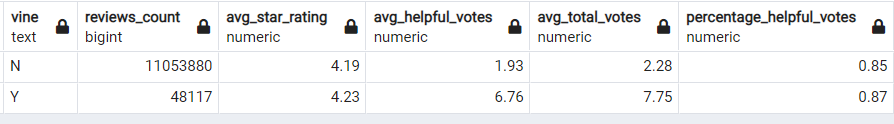 vine reviews_count avg_star_rating avg_helpful_votes avg_total_votes percentage_helpful_votes
text bigint numeric numeric numeric numeric
N 11053880 4.19 1.93 2.28 0.85
Y 48117 4.23 6.76 7.75 0.87